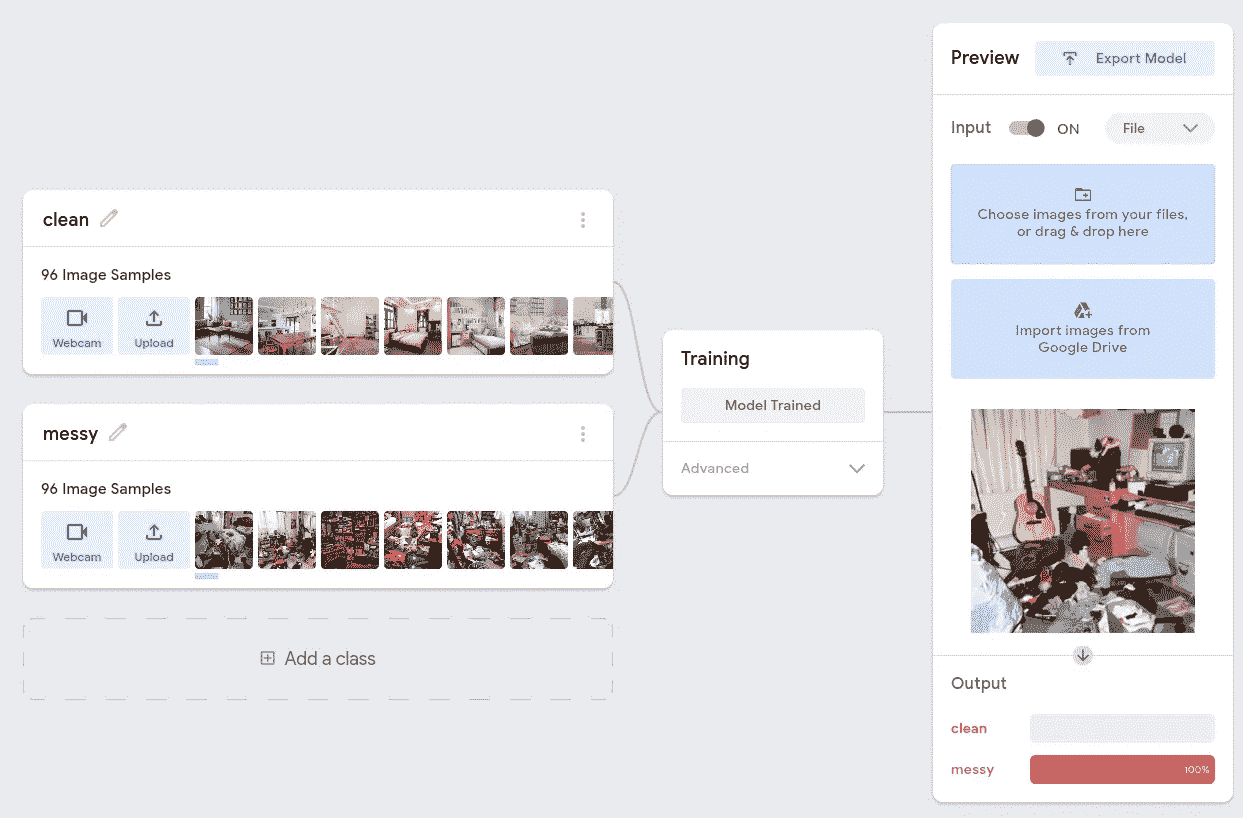 clean
96 Image Samples
Webcam
Upload
messy
96 Image Samples
Webcam
Upload
Add a class
Training
Model Trained
Advanced
Preview
Export Model
Input
ON
File
Choose images from your files,
or drag & drop here
Import images from
Google Drive
Output
clean
messy
100%